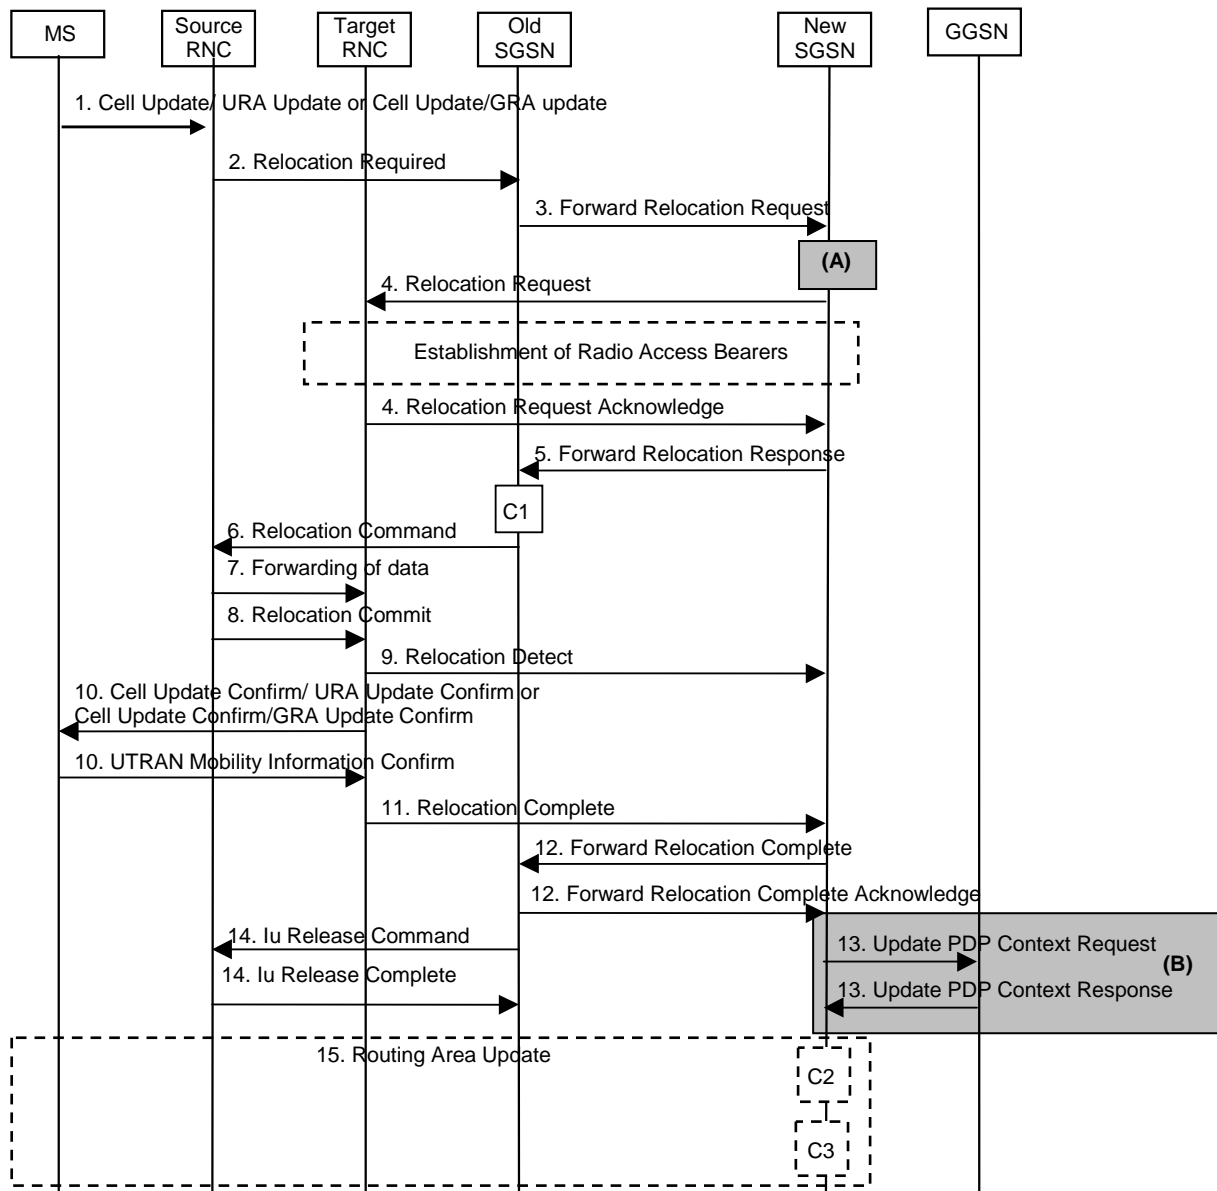 MS
Source
RNC
Target
RNC
Old
SGSN
New
SGSN
GGSN
1. Cell Update/ URA Update or Cell Update/GRA update
2. Relocation Required
3. Forward Relocation Request
(A)
4. Relocation Request
Establishment of Radio Access Bearers
4. Relocation Request Acknowledge
5. Forward Relocation Response
C1
6. Relocation Command
7. Forwarding of data
8. Relocation Commit
9. Relocation Detect
10. Cell Update Confirm/ URA Update Confirm or
Cell Update Confirm/GRA Update Confirm
10. UTRAN Mobility Information Confirm
11. Relocation Complete
12. Forward Relocation Complete
12. Forward Relocation Complete Acknowledge
14. Iu Release Command
13. Update PDP Context Request
(B)
14. Iu Release Complete
13. Update PDP Context Response
15. Routing Area Update
C2
C3